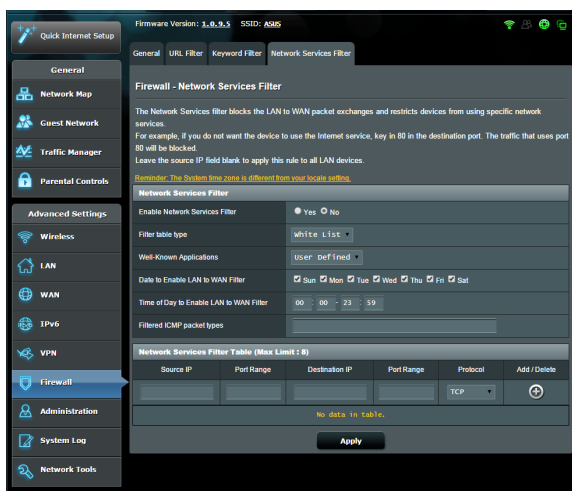 Quick Internet Setup
General
Network Map
Guest Network
Traffic Manager
Parental Controls
Advanced Settings
Wireless
LAN
WAN
IPv6
VPN
Firewall
Administration
System Log
Network Tools
Firmware Version: 1.0.9.5 SSID: ASUS
General URL Filter Keyword Filter Network Services Filter
Firewall - Network Services Filter
The Network Services filter blocks the LAN to WAN packet exchanges and restricts devices from using specific network
services.
For example, if you do not want the device to use the Internet service, key in 80 in the destination port. The traffic that uses port
80 will be blocked.
Leave the source IP field blank to apply this rule to all LAN devices.
Reminder: The System time zone is different from your locale setting.
Network Services Filter
Enable Network Services Filter Yes No
Filter table type White List
Well-Known Applications User Defined
Date to Enable LAN to WAN Filter Sun Mon Tue Wed Thu Fri Sat
Time of Day to Enable LAN to WAN Filter 00 : 00 - 23 : 59
Filtered ICMP packet types
Network Services Filter Table (Max Limit : 8)
Source IP Port Range Destination IP Port Range Protocol Add / Delete
TCP
No data in table.
Apply